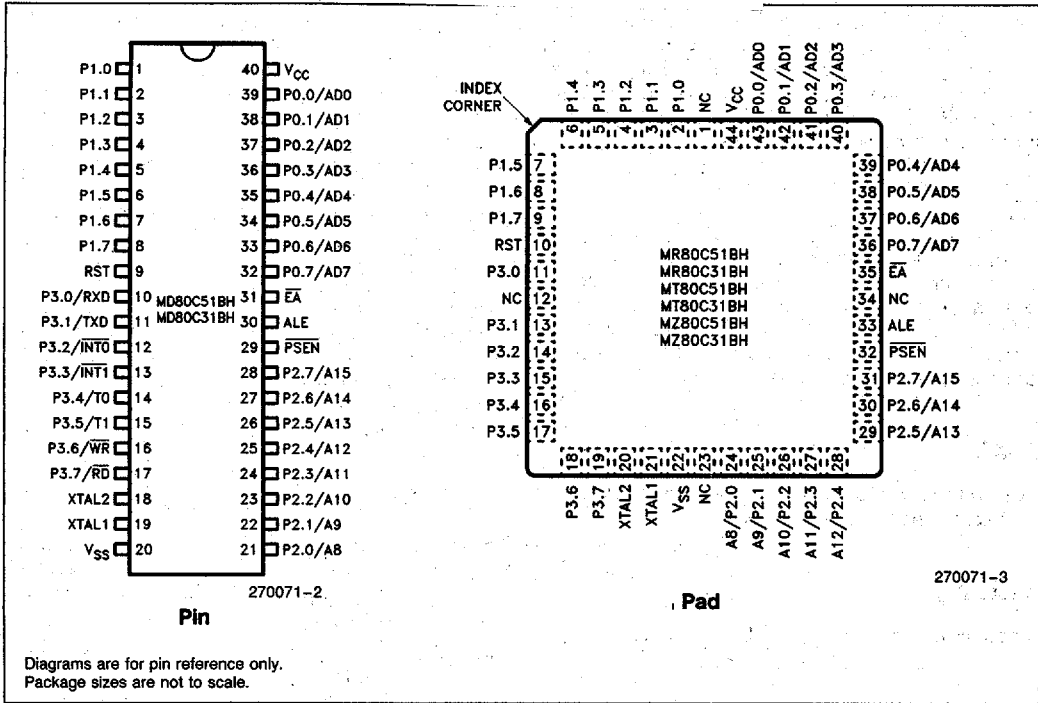 P1.0 1 40 VCC
P1.1 2 39 P0.0/AD0
P1.2 3 38 P0.1/AD1
P1.3 4 37 P0.2/AD2
P1.4 5 36 P0.3/AD3
P1.5 6 35 P0.4/AD4
P1.6 7 34 P0.5/AD5
P1.7 8 33 P0.6/AD6
RST 9 32 P0.7/AD7
P3.0/RXD 10 MD80C51BH 31 E̅A̅
P3.1/TXD 11 MD80C31BH 30 ALE
P3.2/I̅N̅T̅0̅ 12 29 P̅S̅E̅N̅
P3.3/I̅N̅T̅1̅ 13 28 P2.7/A15
P3.4/T0 14 27 P2.6/A14
P3.5/T1 15 26 P2.5/A13
P3.6/W̅R̅ 16 25 P2.4/A12
P3.7/R̅D̅ 17 24 P2.3/A11
XTAL2 18 23 P2.2/A10
XTAL1 19 22 P2.1/A9
VSS 20 21 P2.0/A8
270071-2
Pin
INDEX
CORNER
P1.4 P1.3 P1.2 P1.1 P1.0 NC VCC P0.0/AD0 P0.1/AD1 P0.2/AD2 P0.3/AD3
6 5 4 3 2 1 44 43 42 41 40
P1.5 7 39 P0.4/AD4
P1.6 8 38 P0.5/AD5
P1.7 9 37 P0.6/AD6
RST 10 36 P0.7/AD7
P3.0 11 35 E̅A̅
NC 12 34 NC
P3.1 13 33 ALE
P3.2 14 32 P̅S̅E̅N̅
P3.3 15 31 P2.7/A15
P3.4 16 30 P2.6/A14
P3.5 17 29 P2.5/A13
MR80C51BH
MR80C31BH
MT80C51BH
MT80C31BH
MZ80C51BH
MZ80C31BH
18 19 20 21 22 23 24 25 26 27 28
P3.6 P3.7 XTAL2 XTAL1 VSS NC A8/P2.0 A9/P2.1 A10/P2.2 A11/P2.3 A12/P2.4
270071-3
Pad
Diagrams are for pin reference only.
Package sizes are not to scale.